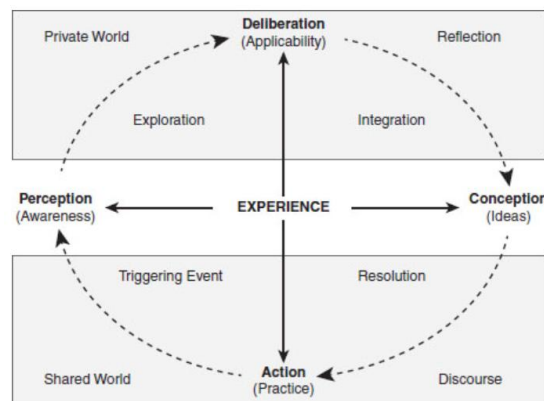 Private World
Deliberation
(Applicability)
Reflection
Exploration
Integration
Perception
(Awareness)
EXPERIENCE
Conception
(Ideas)
Triggering Event
Resolution
Shared World
Action
(Practice)
Discourse